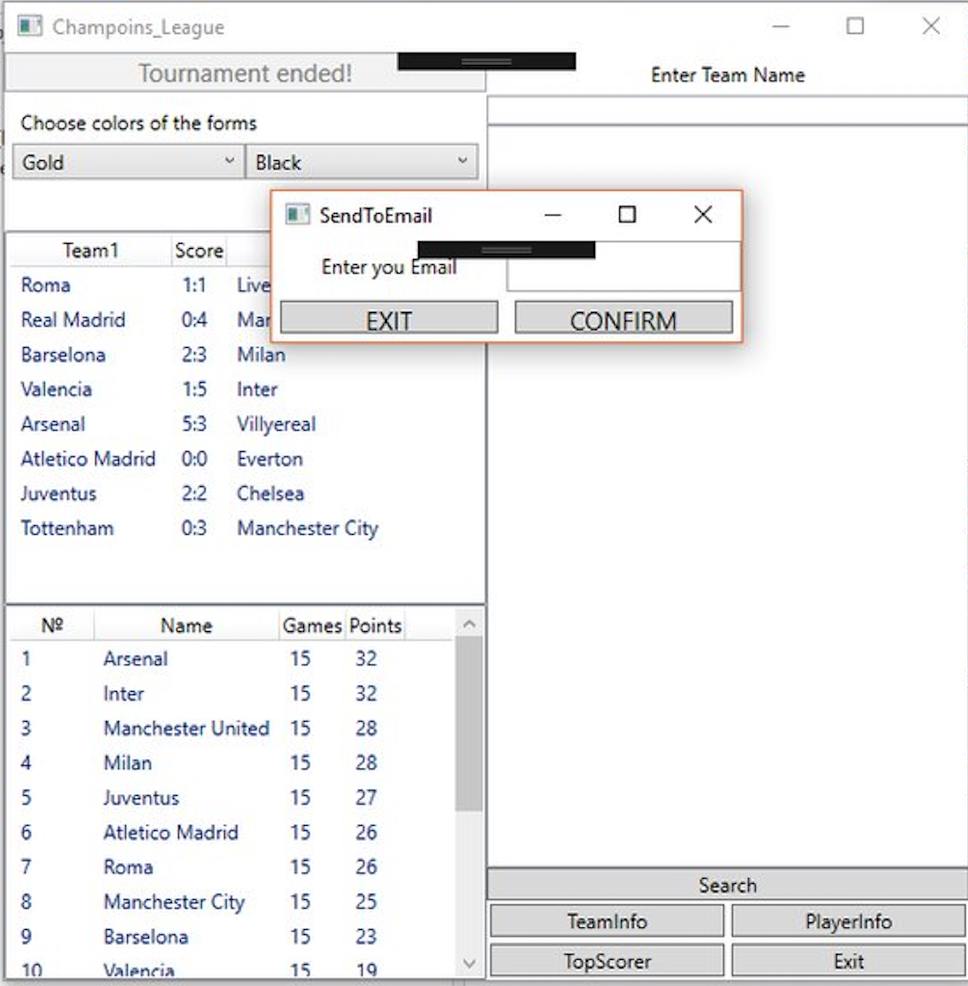 Champoins_League
Tournament ended!
Enter Team Name
Choose colors of the forms
Gold Black
SendToEmail
Enter you Email
EXIT CONFIRM
Team1 Score
Roma 1:1 Live
Real Madrid 0:4 Mar
Barselona 2:3 Milan
Valencia 1:5 Inter
Arsenal 5:3 Villyereal
Atletico Madrid 0:0 Everton
Juventus 2:2 Chelsea
Tottenham 0:3 Manchester City
№ Name Games Points
1 Arsenal 15 32
2 Inter 15 32
3 Manchester United 15 28
4 Milan 15 28
5 Juventus 15 27
6 Atletico Madrid 15 26
7 Roma 15 26
8 Manchester City 15 25
9 Barselona 15 23
10 Valencia 15 19
Search
TeamInfo PlayerInfo
TopScorer Exit